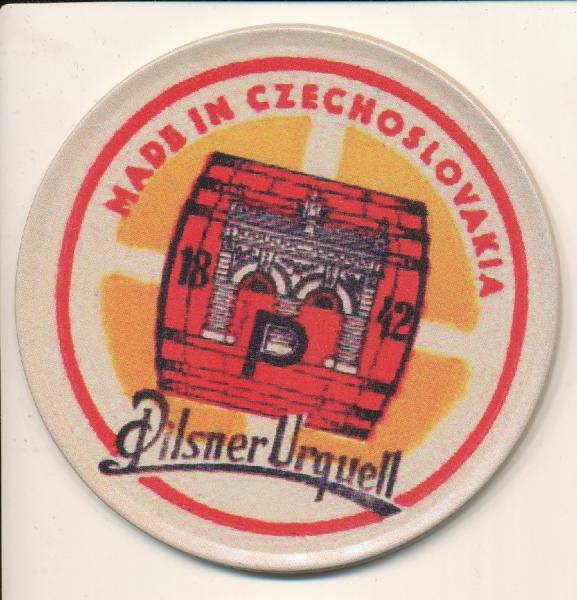 MADE IN CZECHOSLOVAKIA
18 42
P
Pilsner Urquell